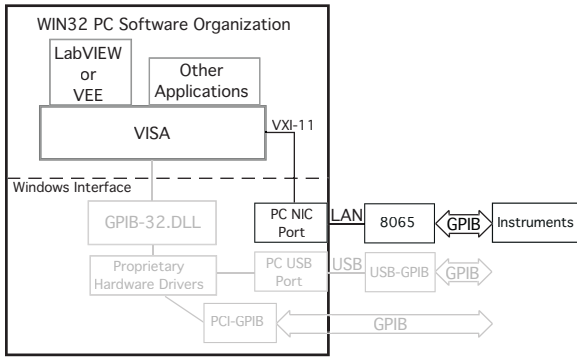 WIN32 PC Software Organization
LabVIEW
or
VEE
Other
Applications
VISA
VXI-11
Windows Interface
GPIB-32.DLL
PC NIC
Port
LAN
8065
GPIB
Instruments
Proprietary
Hardware Drivers
PC USB
Port
USB
USB-GPIB
GPIB
PCI-GPIB
GPIB